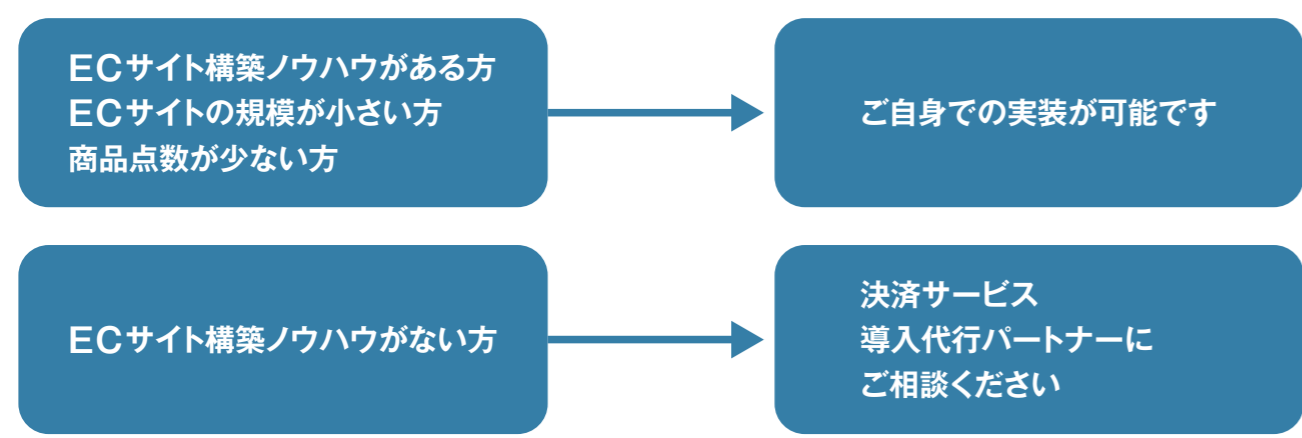 ECサイト構築ノウハウがある方
ECサイトの規模が小さい方
商品点数が少ない方
ご自身での実装が可能です
ECサイト構築ノウハウがない方
決済サービス
導入代行パートナーに
ご相談ください